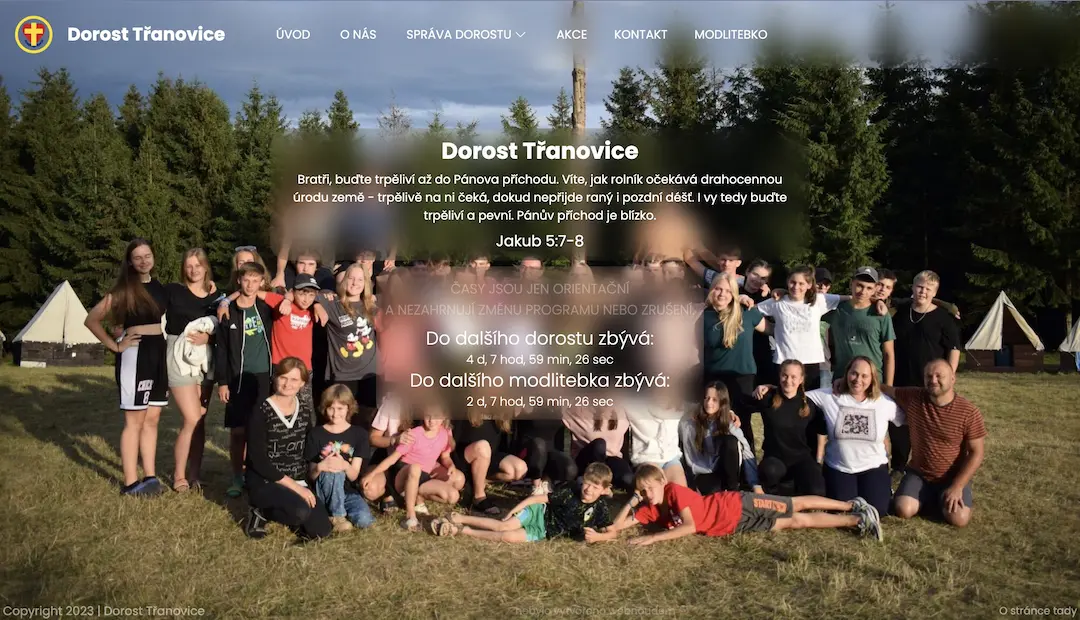 Dorost Třanovice
ÚVOD
O NÁS
SPRÁVA DOROSTU
AKCE
KONTAKT
MODLITEBKO
Dorost Třanovice
Bratři, buďte trpěliví až do Pánova příchodu. Víte, jak rolník očekává drahocennou
úrodu země - trpělivě na ni čeká, dokud nepřijde raný i pozdní déšť. I vy tedy buďte
trpěliví a pevní. Pánův příchod je blízko.
Jakub 5:7-8
ČASY JSOU JEN ORIENTAČNÍ
A NEZAHRNUJÍ ZMĚNU PROGRAMU NEBO ZRUŠENÍ,
Do dalšího dorostu zbývá:
4 d, 7 hod, 59 min, 26 sec
Do dalšího modlitebka zbývá:
2 d, 7 hod, 59 min, 26 sec
Copyright 2023 | Dorost Třanovice
nebylo vytvořeno
O stránce tady